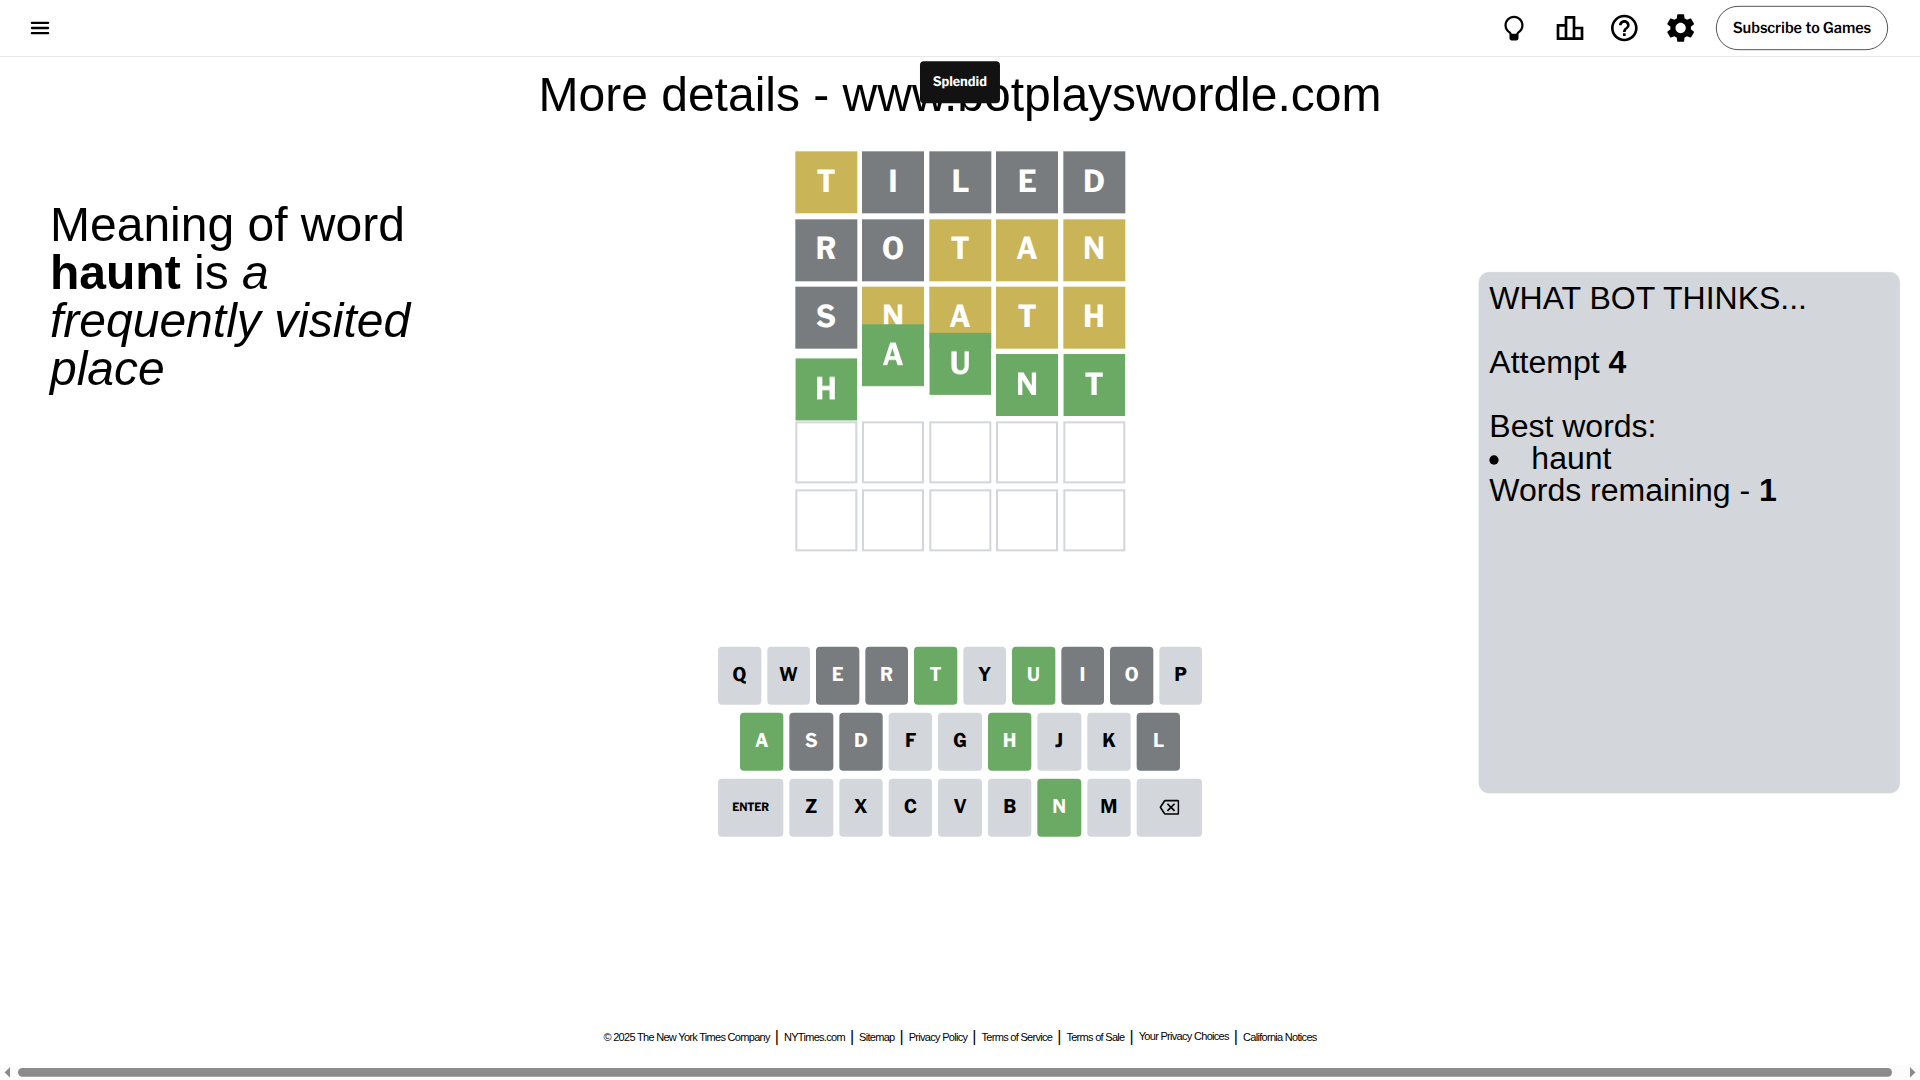 Subscribe to Games
Splendid
More details - www.botplayswordle.com
Meaning of word
haunt is a
frequently visited
place
T I L E D
R O T A N
S N A T H
H A U N T
WHAT BOT THINKS...
Attempt 4
Best words:
• haunt
Words remaining - 1
Q W E R T Y U I O P
A S D F G H J K L
ENTER Z X C V B N M
© 2025 The New York Times Company | NYTimes.com | Sitemap | Privacy Policy | Terms of Service | Terms of Sale | Your Privacy Choices | California Notices